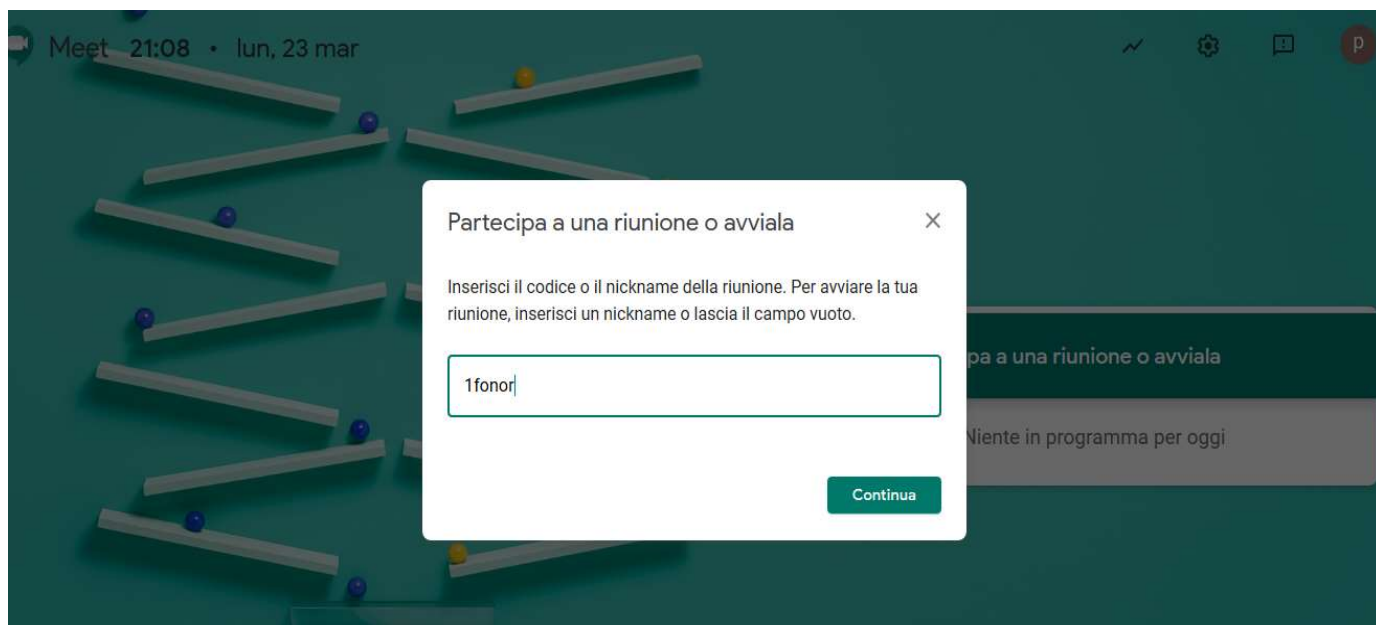 Meet 21:08 • lun, 23 mar
p
Partecipa a una riunione o avviala
Inserisci il codice o il nickname della riunione. Per avviare la tua
riunione, inserisci un nickname o lascia il campo vuoto.
1fonor
pa a una riunione o avviala
Niente in programma per oggi
Continua